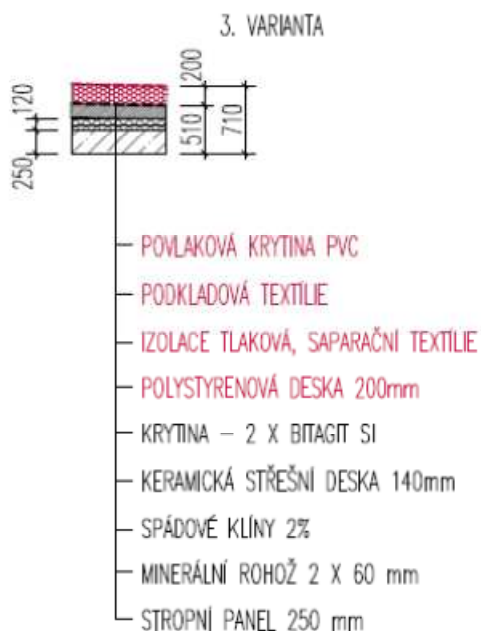 3. VARIANTA
200
120
510
710
250
POVLAKOVÁ KRYTINA PVC
PODKLADOVÁ TEXTÍLIE
IZOLACE TLAKOVÁ, SAPARAČNÍ TEXTÍLIE
POLYSTYRENOVÁ DESKA 200mm
KRYTINA – 2 X BITAGIT SI
KERAMICKÁ STŘEŠNÍ DESKA 140mm
SPÁDOVÉ KLÍNY 2%
MINERÁLNÍ ROHOŽ 2 X 60 mm
STROPNÍ PANEL 250 mm